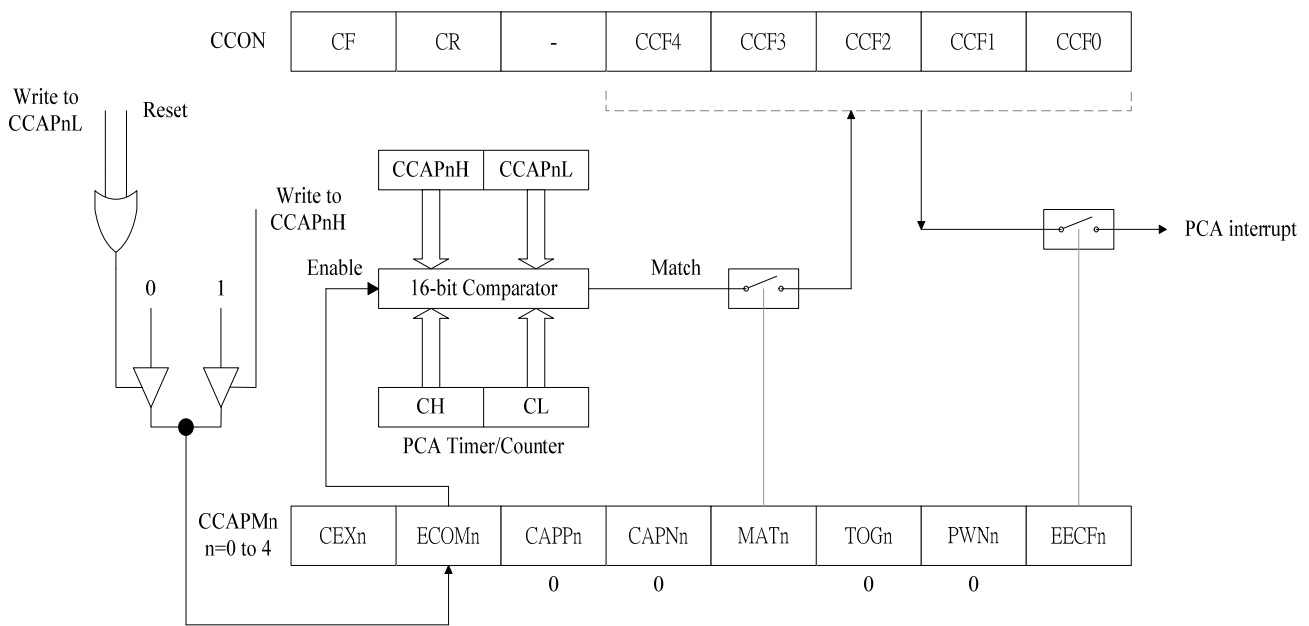 CCON CF CR - CCF4 CCF3 CCF2 CCF1 CCF0
Write to
CCAPnL
Reset
CCAPnH CCAPnL
Write to
CCAPnH
PCA interrupt
Enable
16-bit Comparator
Match
0 1
CH CL
PCA Timer/Counter
CCAPMn
n=0 to 4
CEXn ECOMn CAPPn CAPNn MATn TOGn PWNn EECFn
0 0 0 0